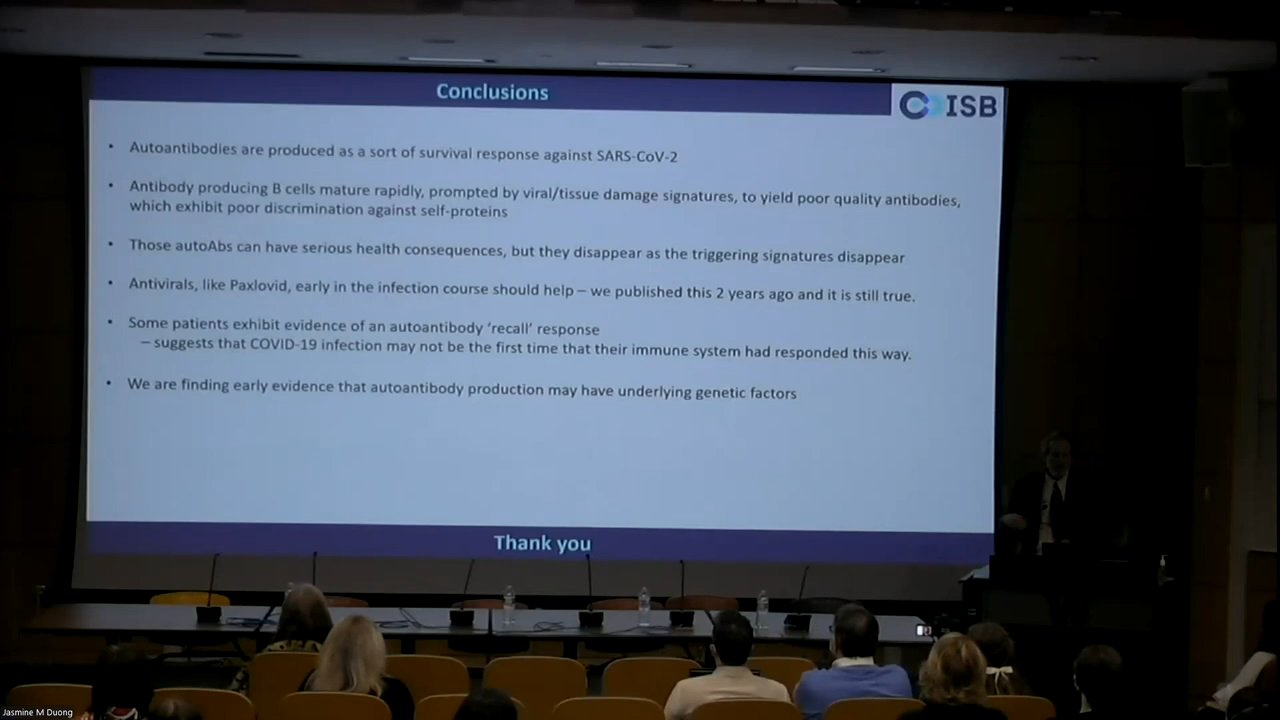 Conclusions
ISB
• Autoantibodies are produced as a sort of survival response against SARS-CoV-2
• Antibody producing B cells mature rapidly, prompted by viral/tissue damage signatures, to yield poor quality antibodies,
which exhibit poor discrimination against self-proteins
• Those autoAbs can have serious health consequences, but they disappear as the triggering signatures disappear
• Antivirals, like Paxlovid, early in the infection course should help – we published this 2 years ago and it is still true.
• Some patients exhibit evidence of an autoantibody ‘recall’ response
– suggests that COVID-19 infection may not be the first time that their immune system had responded this way.
• We are finding early evidence that autoantibody production may have underlying genetic factors
Thank you
Jasmine M Duong